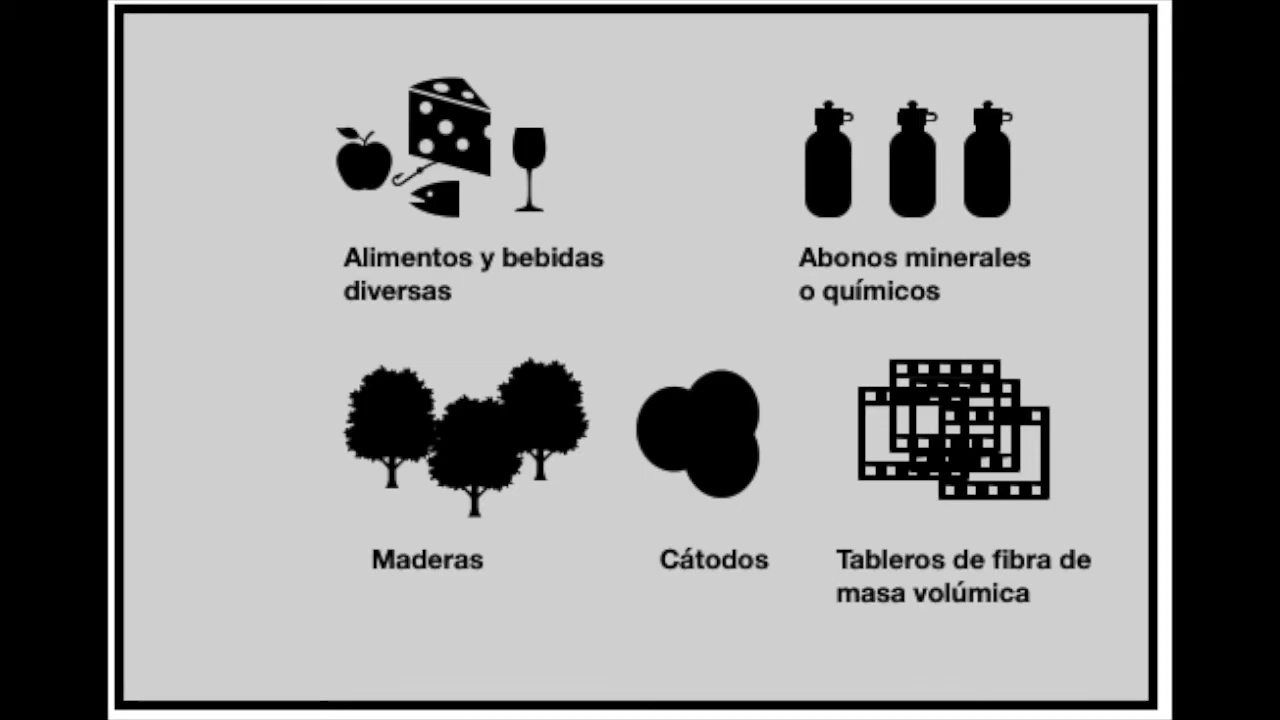 Alimentos y bebidas
diversas
Abonos minerales
o químicos
Maderas
Cátodos
Tableros de fibra de
masa volúmica